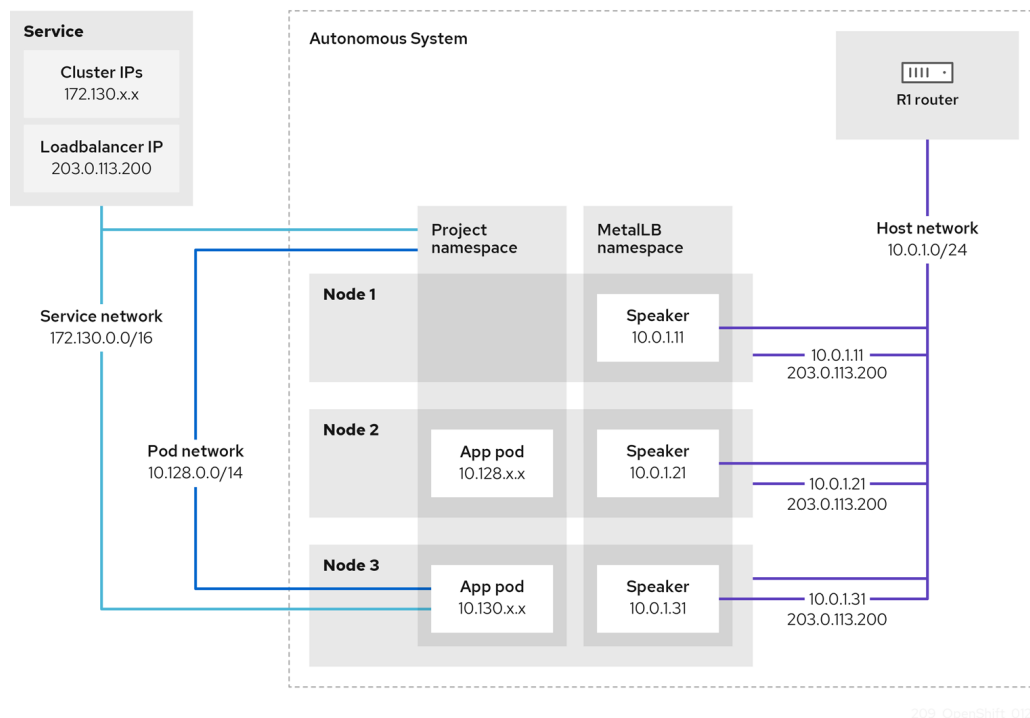 Service
Cluster IPs
172.130.x.x
Loadbalancer IP
203.0.113.200
Autonomous System
R1 router
Host network
10.0.1.0/24
Project
namespace
MetalLB
namespace
Service network
172.130.0.0/16
Pod network
10.128.0.0/14
Node 1
Speaker
10.0.1.11
10.0.1.11
203.0.113.200
Node 2
App pod
10.128.x.x
Speaker
10.0.1.21
10.0.1.21
203.0.113.200
Node 3
App pod
10.130.x.x
Speaker
10.0.1.31
10.0.1.31
203.0.113.200
209_OpenShift_012